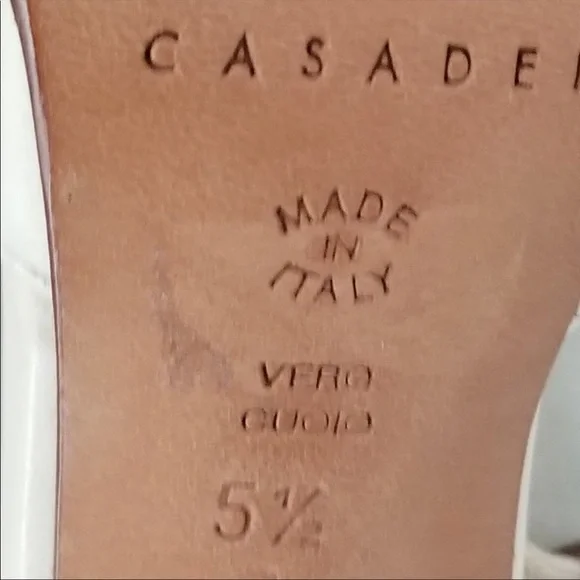 CASADEI
MADE
IN
ITALY
VERO
CUOIO
5½